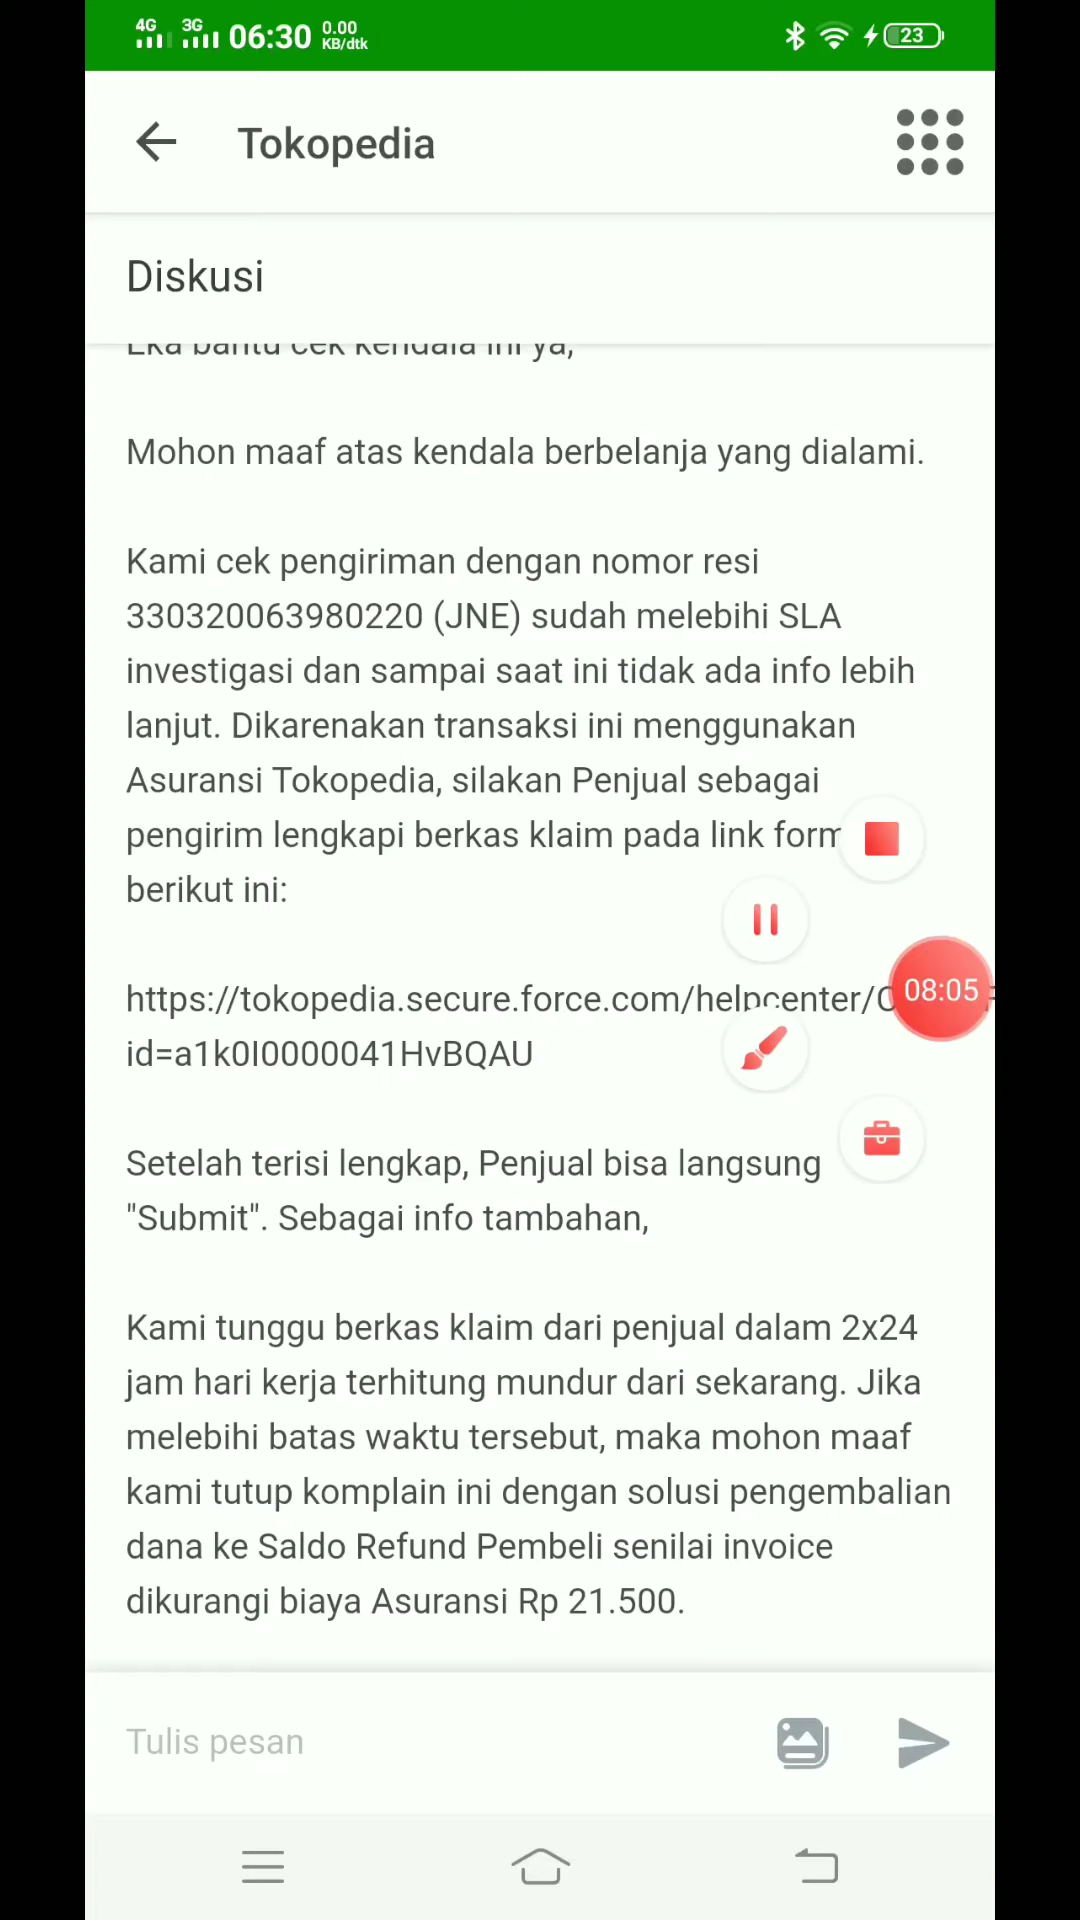 4G 3G 06:30 0.00 KB/dtk 23
Tokopedia
Diskusi
Eka bantu cek kendala ini ya,
Mohon maaf atas kendala berbelanja yang dialami.
Kami cek pengiriman dengan nomor resi
330320063980220 (JNE) sudah melebihi SLA
investigasi dan sampai saat ini tidak ada info lebih
lanjut. Dikarenakan transaksi ini menggunakan
Asuransi Tokopedia, silakan Penjual sebagai
pengirim lengkapi berkas klaim pada link form
berikut ini:
https://tokopedia.secure.force.com/helpcenter/
08:05
id=a1k0I0000041HvBQAU
Setelah terisi lengkap, Penjual bisa langsung
"Submit". Sebagai info tambahan,
Kami tunggu berkas klaim dari penjual dalam 2x24
jam hari kerja terhitung mundur dari sekarang. Jika
melebihi batas waktu tersebut, maka mohon maaf
kami tutup komplain ini dengan solusi pengembalian
dana ke Saldo Refund Pembeli senilai invoice
dikurangi biaya Asuransi Rp 21.500.
Tulis pesan